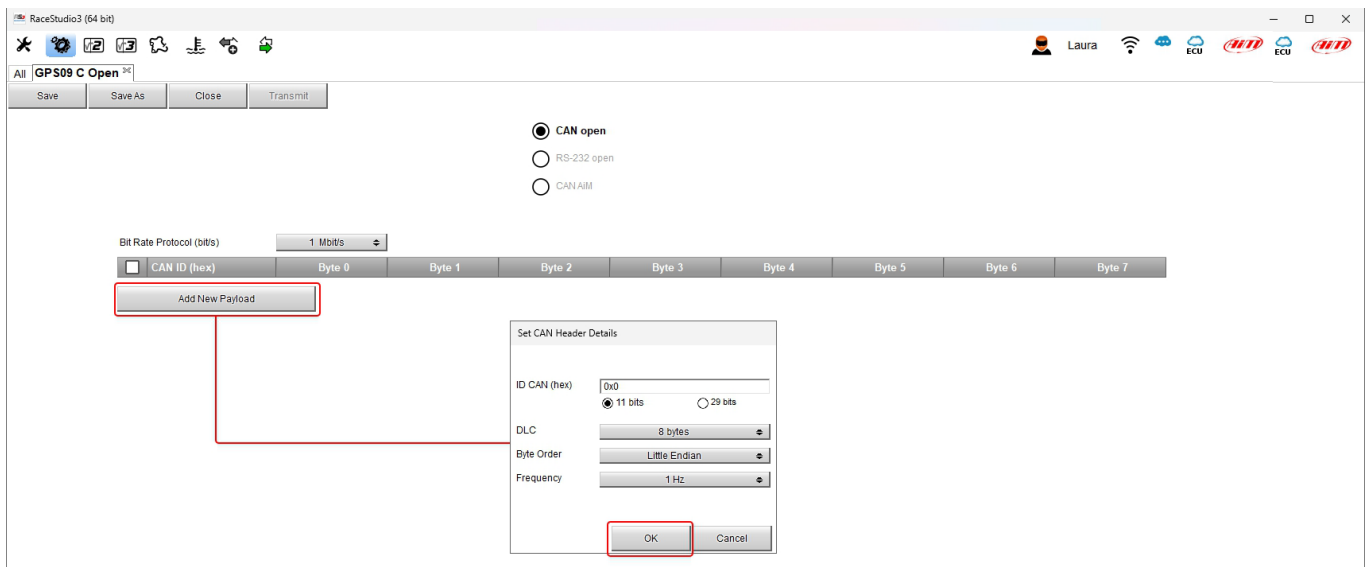 RaceStudio3 (64 bit)
Laura
ECU
AiM
ECU
AiM
All GPS09 C Open
Save Save As Close Transmit
CAN open
RS-232 open
CAN AiM
Bit Rate Protocol (bit/s) 1 Mbit/s
CAN ID (hex) Byte 0 Byte 1 Byte 2 Byte 3 Byte 4 Byte 5 Byte 6 Byte 7
Add New Payload
Set CAN Header Details
ID CAN (hex) 0x0
11 bits 29 bits
DLC 8 bytes
Byte Order Little Endian
Frequency 1 Hz
OK Cancel